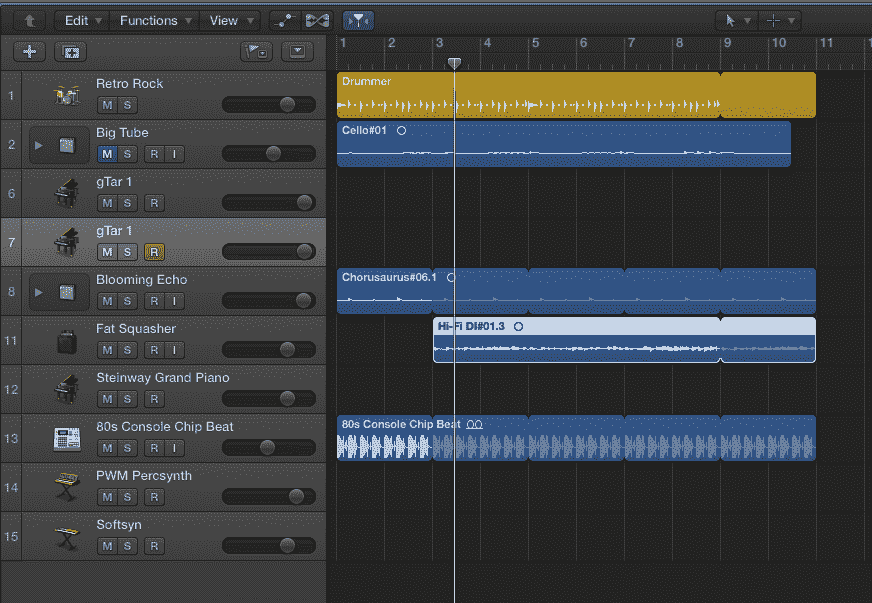 Edit Functions View
1 2 3 4 5 6 7 8 9 10 11
1 Retro Rock
M S
Drummer
2 Big Tube
M S R I
Cello#01
6 gTar 1
M S R
7 gTar 1
M S R
8 Blooming Echo
M S R I
Chorusaurus#06.1
11 Fat Squasher
M S R I
Hi-Fi DI#01.3
12 Steinway Grand Piano
M S R
13 80s Console Chip Beat
M S R I
80s Console Chip Beat
14 PWM Percsynth
M S R
15 Softsyn
M S R